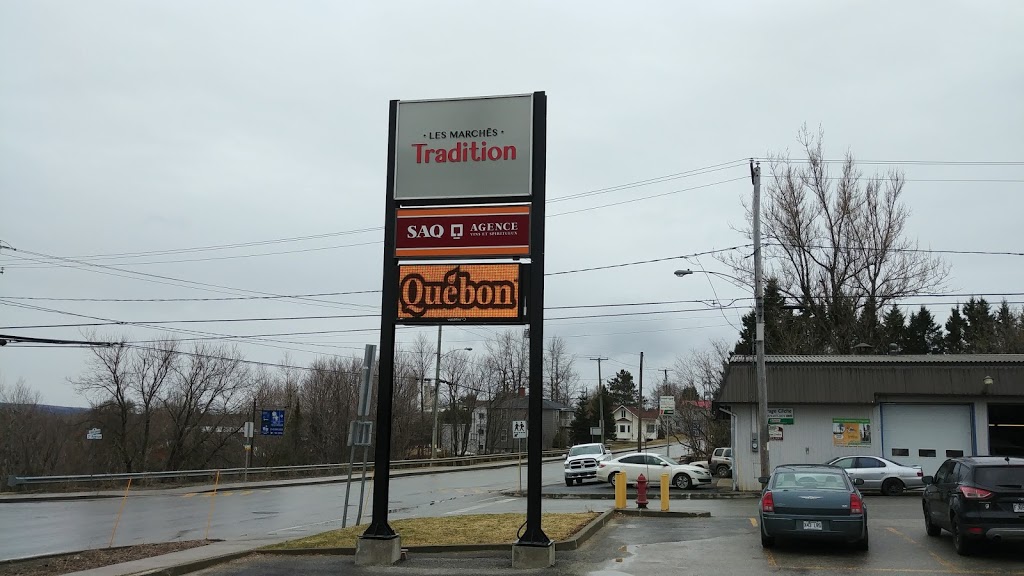 • LES MARCHÉS •
Tradition
SAQ AGENCE
VINS ET SPIRITUEUX
Québon